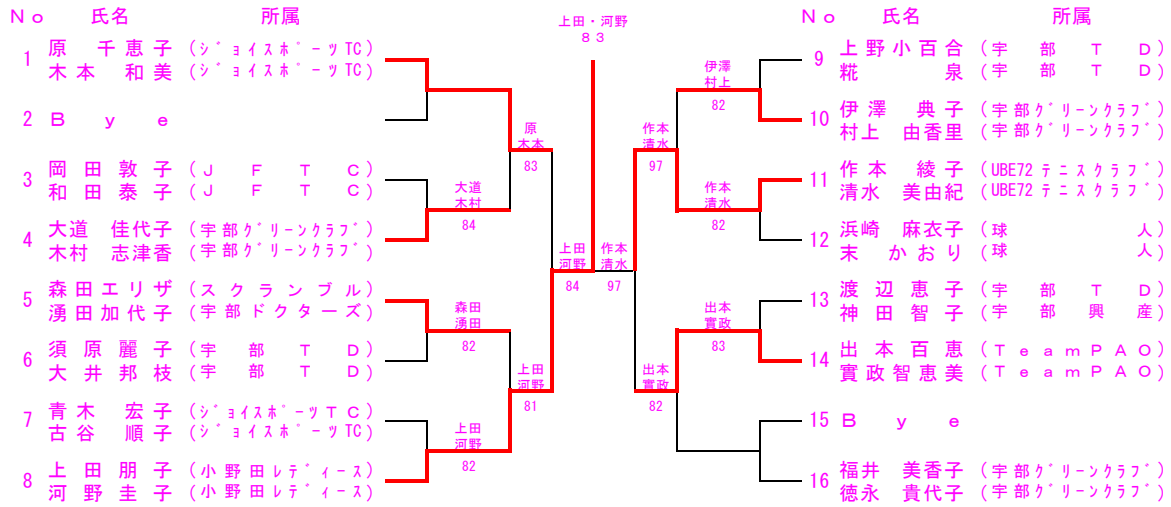 No 氏名 所属
1 原 千恵子 (ジョイスポーツTC)
木本 和美 (ジョイスポーツTC)
2 Bye
3 岡田敦子 (JFTC)
和田泰子 (JFTC)
4 大道 佳代子 (宇部グリーンクラブ)
木村 志津香 (宇部グリーンクラブ)
5 森田エリザ (スクランブル)
湧田加代子 (宇部ドクターズ)
6 須原麗子 (宇部TD)
大井邦枝 (宇部TD)
7 青木 宏子 (ジョイスポーツTC)
古谷 順子 (ジョイスポーツTC)
8 上田朋子 (小野田レディース)
河野圭子 (小野田レディース)
大道
木村
84
森田
湧田
82
上田
河野
82
原
木本
83
上田
河野
81
上田
河野
84
上田・河野
83
作本
清水
97
作本
清水
97
出本
實政
82
伊澤
村上
82
作本
清水
82
出本
實政
83
No 氏名 所属
9 上野小百合 (宇部TD)
糀 泉 (宇部TD)
10 伊澤 典子 (宇部グリーンクラブ)
村上 由香里 (宇部グリーンクラブ)
11 作本 綾子 (UBE72テニスクラブ)
清水 美由紀 (UBE72テニスクラブ)
12 浜崎 麻衣子 (球人)
末 かおり (球人)
13 渡辺恵子 (宇部TD)
神田智子 (宇部興産)
14 出本百恵 (TeamPAO)
實政智恵美 (TeamPAO)
15 Bye
16 福井 美香子 (宇部グリーンクラブ)
徳永 貴代子 (宇部グリーンクラブ)